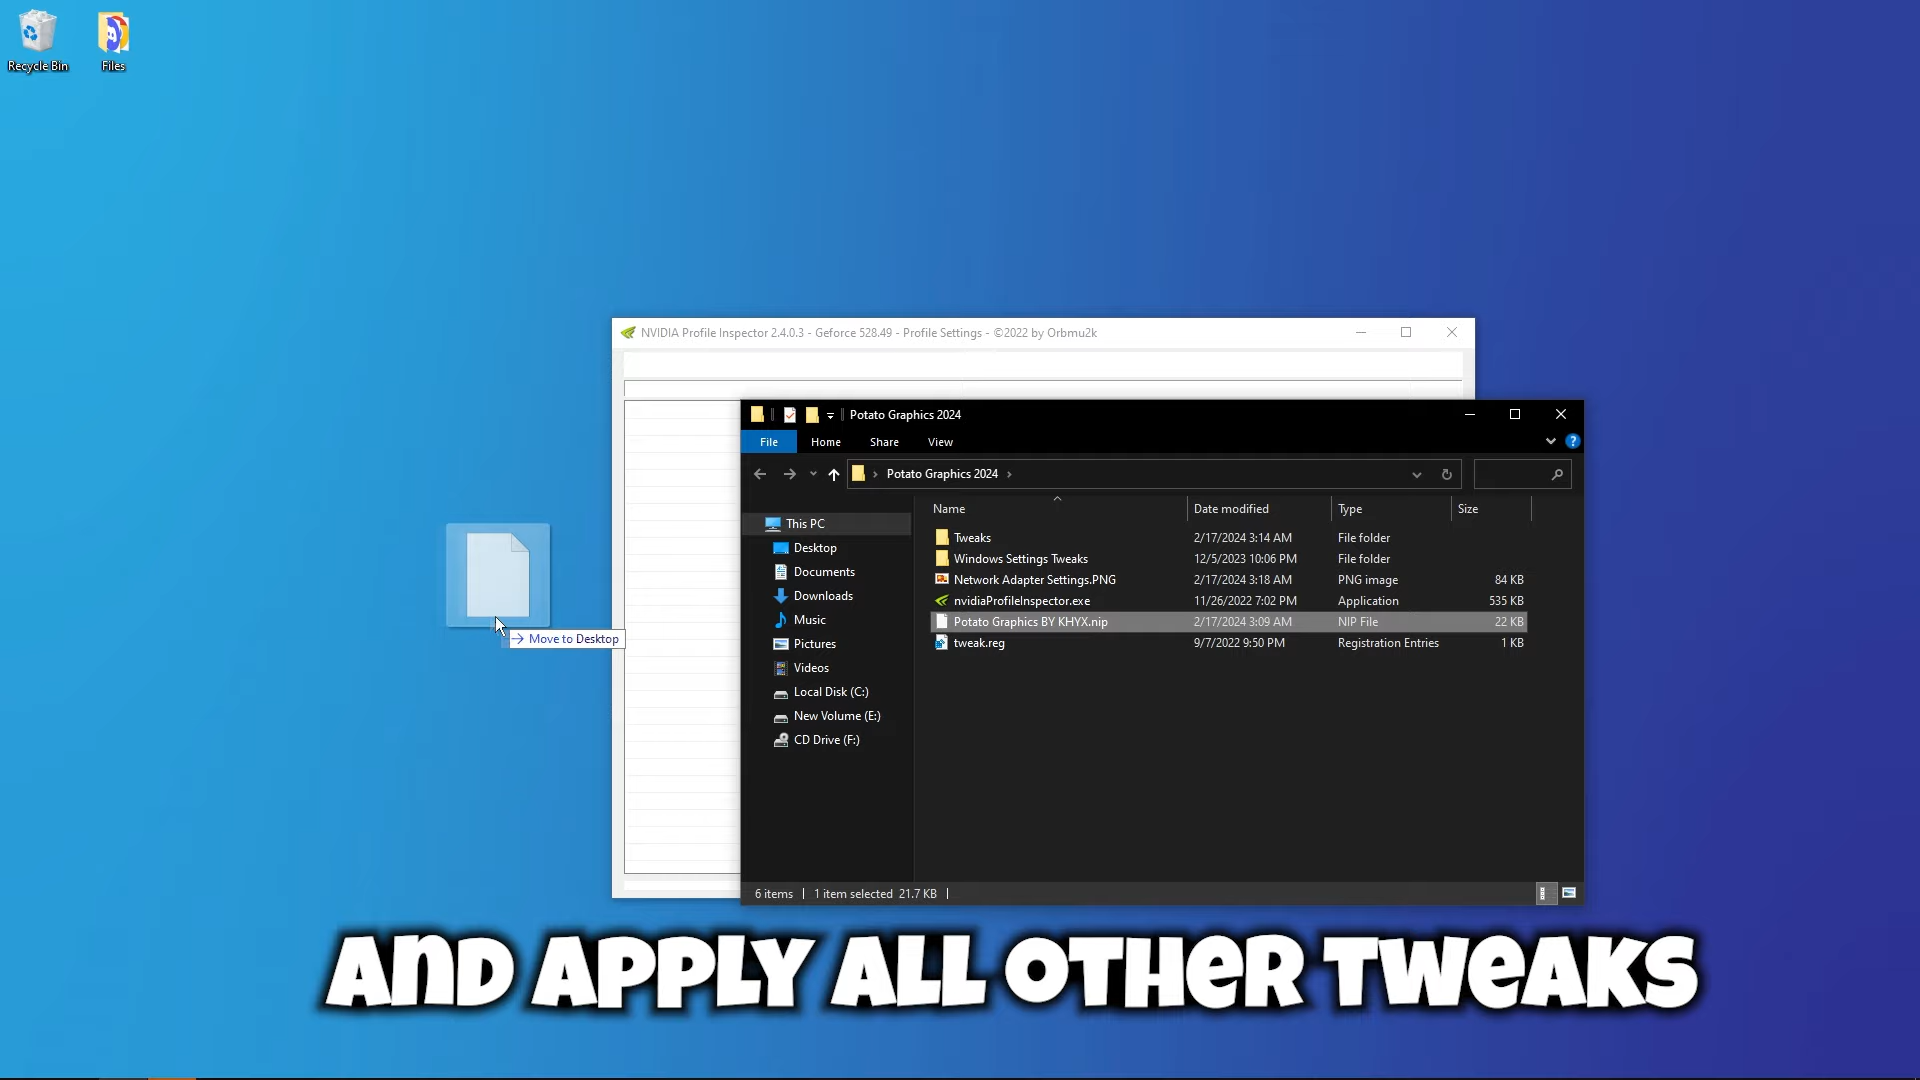 Recycle Bin
Files
NVIDIA Profile Inspector 2.4.0.3 - Geforce 528.49 - Profile Settings - ©2022 by Orbmu2k
Potato Graphics 2024
File Home Share View
Potato Graphics 2024
Name Date modified Type Size
This PC
Desktop
Documents
Downloads
Music
Pictures
Videos
Local Disk (C:)
New Volume (E:)
CD Drive (F:)
Tweaks 2/17/2024 3:14 AM File folder
Windows Settings Tweaks 12/5/2023 10:06 PM File folder
Network Adapter Settings.PNG 2/17/2024 3:18 AM PNG image 84 KB
nvidiaProfileInspector.exe 11/26/2022 7:02 PM Application 535 KB
Potato Graphics BY KHYX.nip 2/17/2024 3:09 AM NIP File 22 KB
tweak.reg 9/7/2022 9:50 PM Registration Entries 1 KB
Move to Desktop
6 items 1 item selected 21.7 KB
AND APPLY ALL OTHER TWEAKS